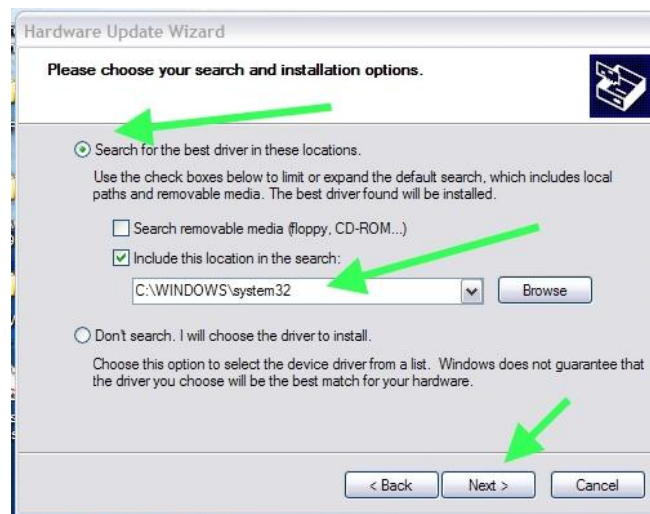 Hardware Update Wizard
Please choose your search and installation options.
Search for the best driver in these locations.
Use the check boxes below to limit or expand the default search, which includes local
paths and removable media. The best driver found will be installed.
Search removable media (floppy, CD-ROM...)
Include this location in the search:
C:\WINDOWS\system32
Browse
Don't search. I will choose the driver to install.
Choose this option to select the device driver from a list. Windows does not guarantee that
the driver you choose will be the best match for your hardware.
< Back Next > Cancel